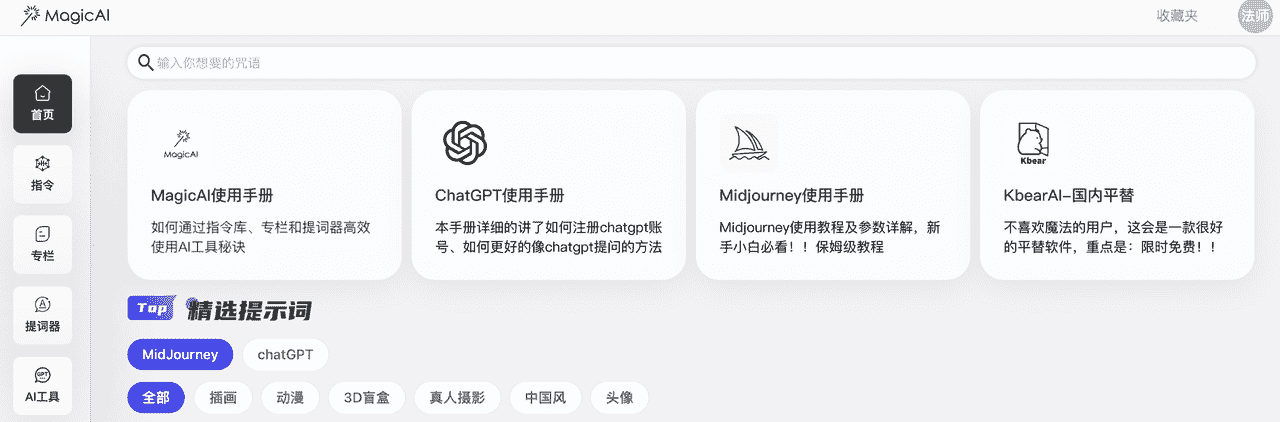 MagicAI
收藏夹
法师
输入你想要的咒语
首页
指令
专栏
提词器
GPT
AI工具
MagicAI
MagicAI使用手册
如何通过指令库、专栏和提词器高效
使用AI工具秘诀
ChatGPT使用手册
本手册详细的讲了如何注册chatgpt账
号、如何更好的像chatgpt提问的方法
Midjourney使用手册
Midjourney使用教程及参数详解，新
手小白必看！！保姆级教程
Kbear
KbearAI-国内平替
不喜欢魔法的用户，这会是一款很好
的平替软件，重点是：限时免费！！
Top 精选提示词
MidJourney chatGPT
全部 插画 动漫 3D盲盒 真人摄影 中国风 头像